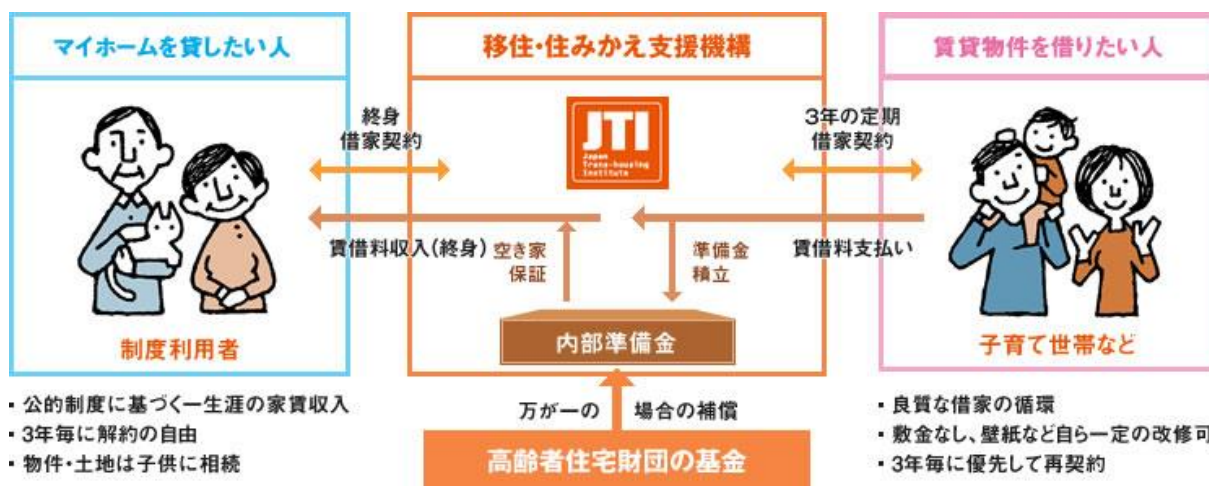 マイホームを貸したい人
移住・住みかえ支援機構
賃貸物件を借りたい人
終身
借家契約
JTI
Japan
Trans-housing
Institute
3年の定期
借家契約
賃借料収入(終身)
空き家
保証
準備金
積立
賃借料支払い
内部準備金
制度利用者
子育て世帯など
▪ 公的制度に基づく一生涯の家賃収入
▪ 3年毎に解約の自由
▪ 物件・土地は子供に相続
万が一の 場合の補償
高齢者住宅財団の基金
▪ 良質な借家の循環
▪ 敷金なし、壁紙など自ら一定の改修可
▪ 3年毎に優先して再契約